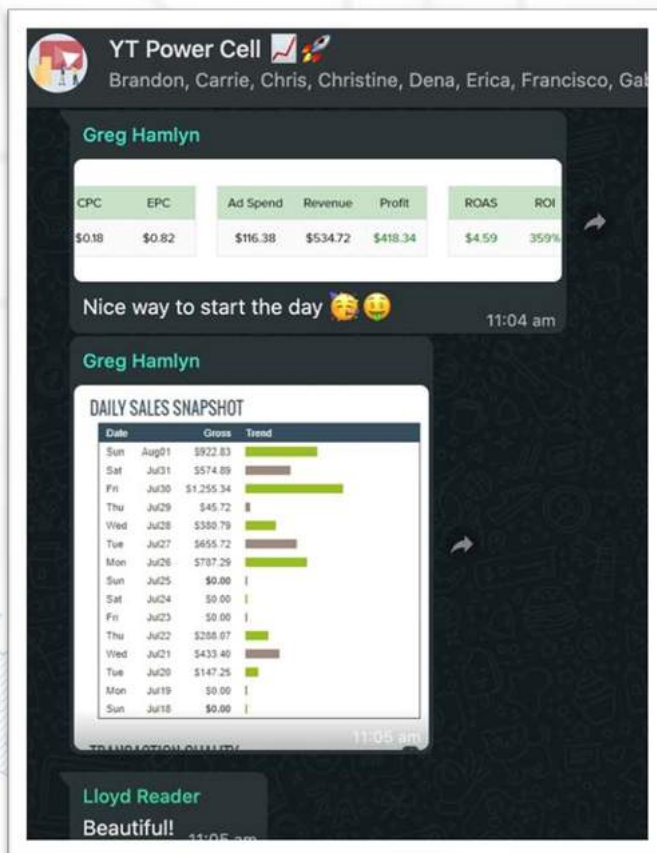 YT Power Cell 📈🚀
Brandon, Carrie, Chris, Christine, Dena, Erica, Francisco, Gal
Greg Hamlyn
CPC EPC Ad Spend Revenue Profit ROAS ROI
$0.18 $0.82 $116.38 $534.72 $418.34 $4.59 359%
Nice way to start the day 🥳🤑
11:04 am
Greg Hamlyn
DAILY SALES SNAPSHOT
Date Gross Trend
Sun Aug01 $922.83
Sat Jul31 $574.89
Fri Jul30 $1,255.34
Thu Jul29 $45.72
Wed Jul28 $380.79
Tue Jul27 $655.72
Mon Jul26 $787.29
Sun Jul25 $0.00
Sat Jul24 $0.00
Fri Jul23 $0.00
Thu Jul22 $288.07
Wed Jul21 $433.40
Tue Jul20 $147.25
Mon Jul19 $0.00
Sun Jul18 $0.00
11:05 am
TRANSACTION QUALITY
Lloyd Reader
Beautiful!
11:05 am